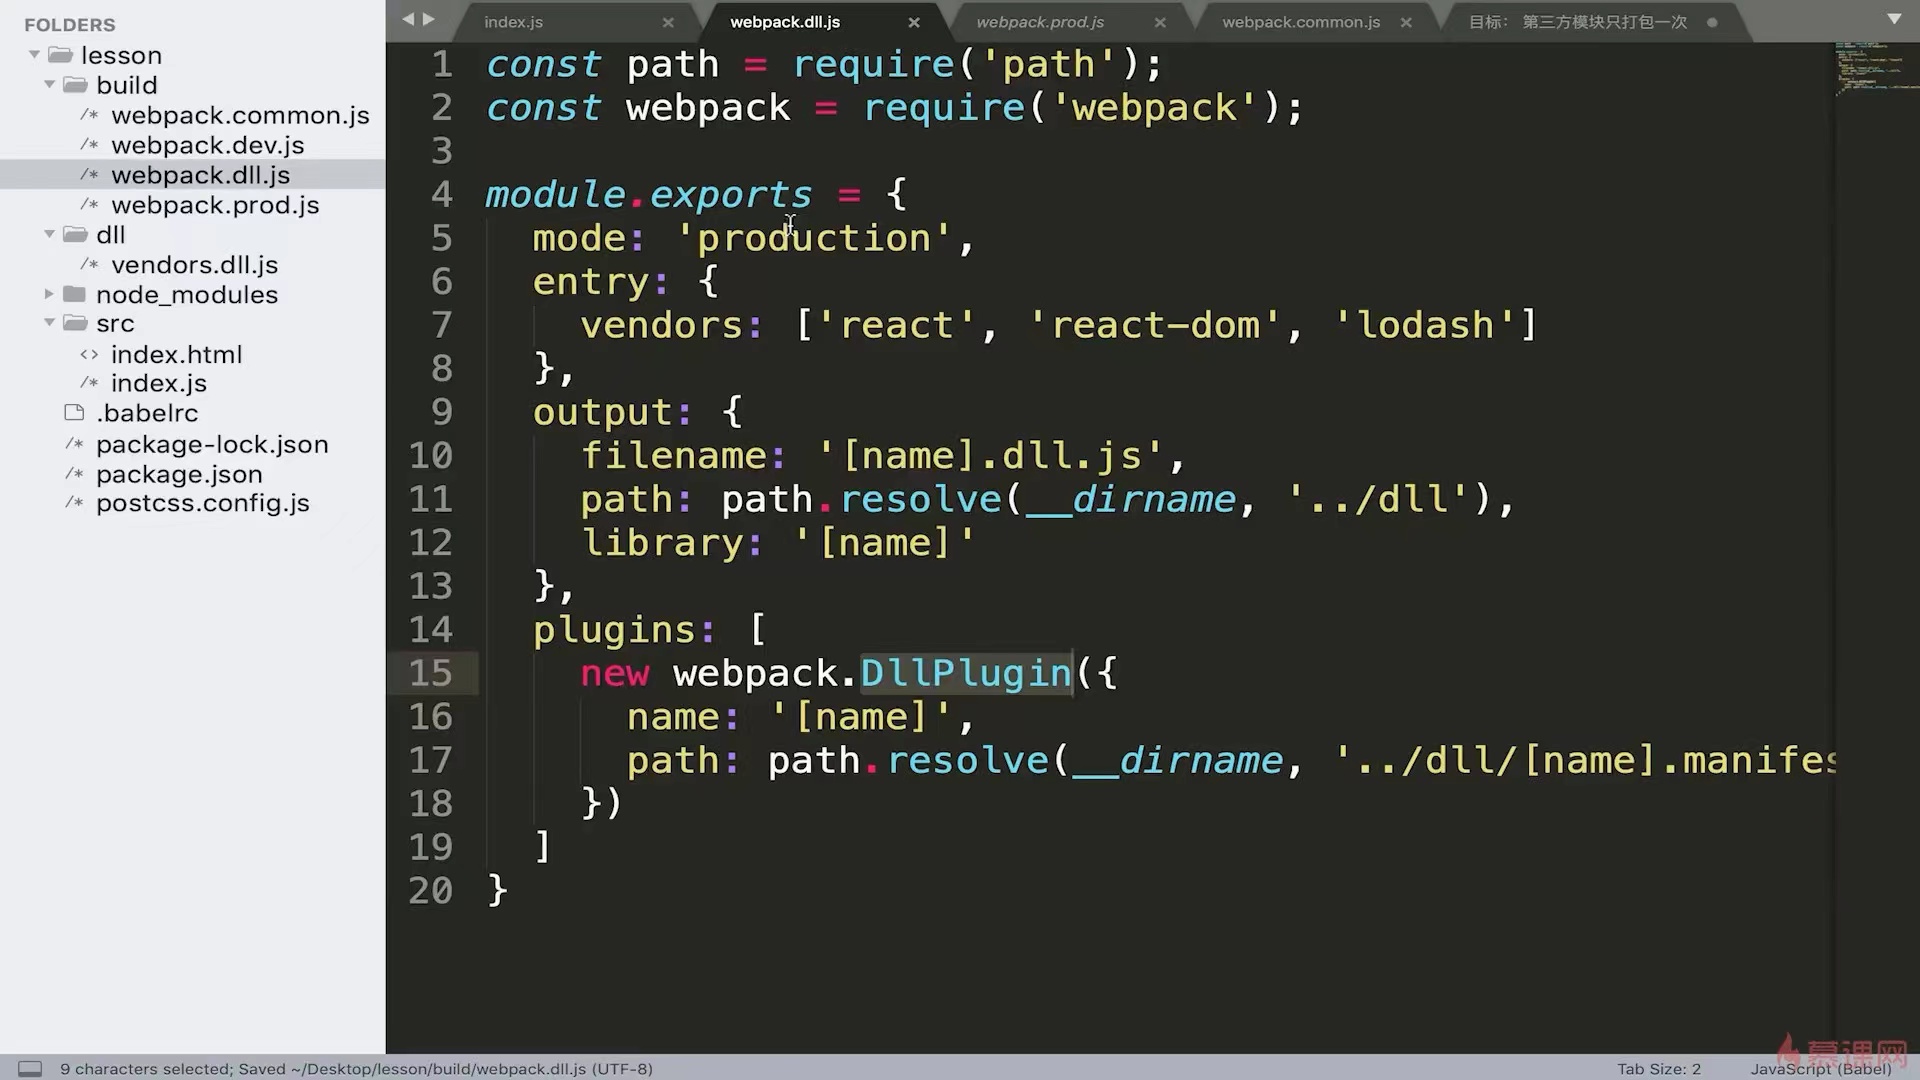 FOLDERS
lesson
build
/* webpack.common.js
/* webpack.dev.js
/* webpack.dll.js
/* webpack.prod.js
dll
/* vendors.dll.js
node_modules
src
<> index.html
/* index.js
.babelrc
/* package-lock.json
/* package.json
/* postcss.config.js
index.js
webpack.dll.js
webpack.prod.js
webpack.common.js
目标： 第三方模块只打包一次
1 const path = require('path');
2 const webpack = require('webpack');
3
4 module.exports = {
5 mode: 'production',
6 entry: {
7 vendors: ['react', 'react-dom', 'lodash']
8 },
9 output: {
10 filename: '[name].dll.js',
11 path: path.resolve(__dirname, '../dll'),
12 library: '[name]'
13 },
14 plugins: [
15 new webpack.DllPlugin({
16 name: '[name]',
17 path: path.resolve(__dirname, '../dll/[name].manifes
18 })
19 ]
20 }
9 characters selected; Saved ~/Desktop/lesson/build/webpack.dll.js (UTF-8)
Tab Size: 2
JavaScript (Babel)
慕课网